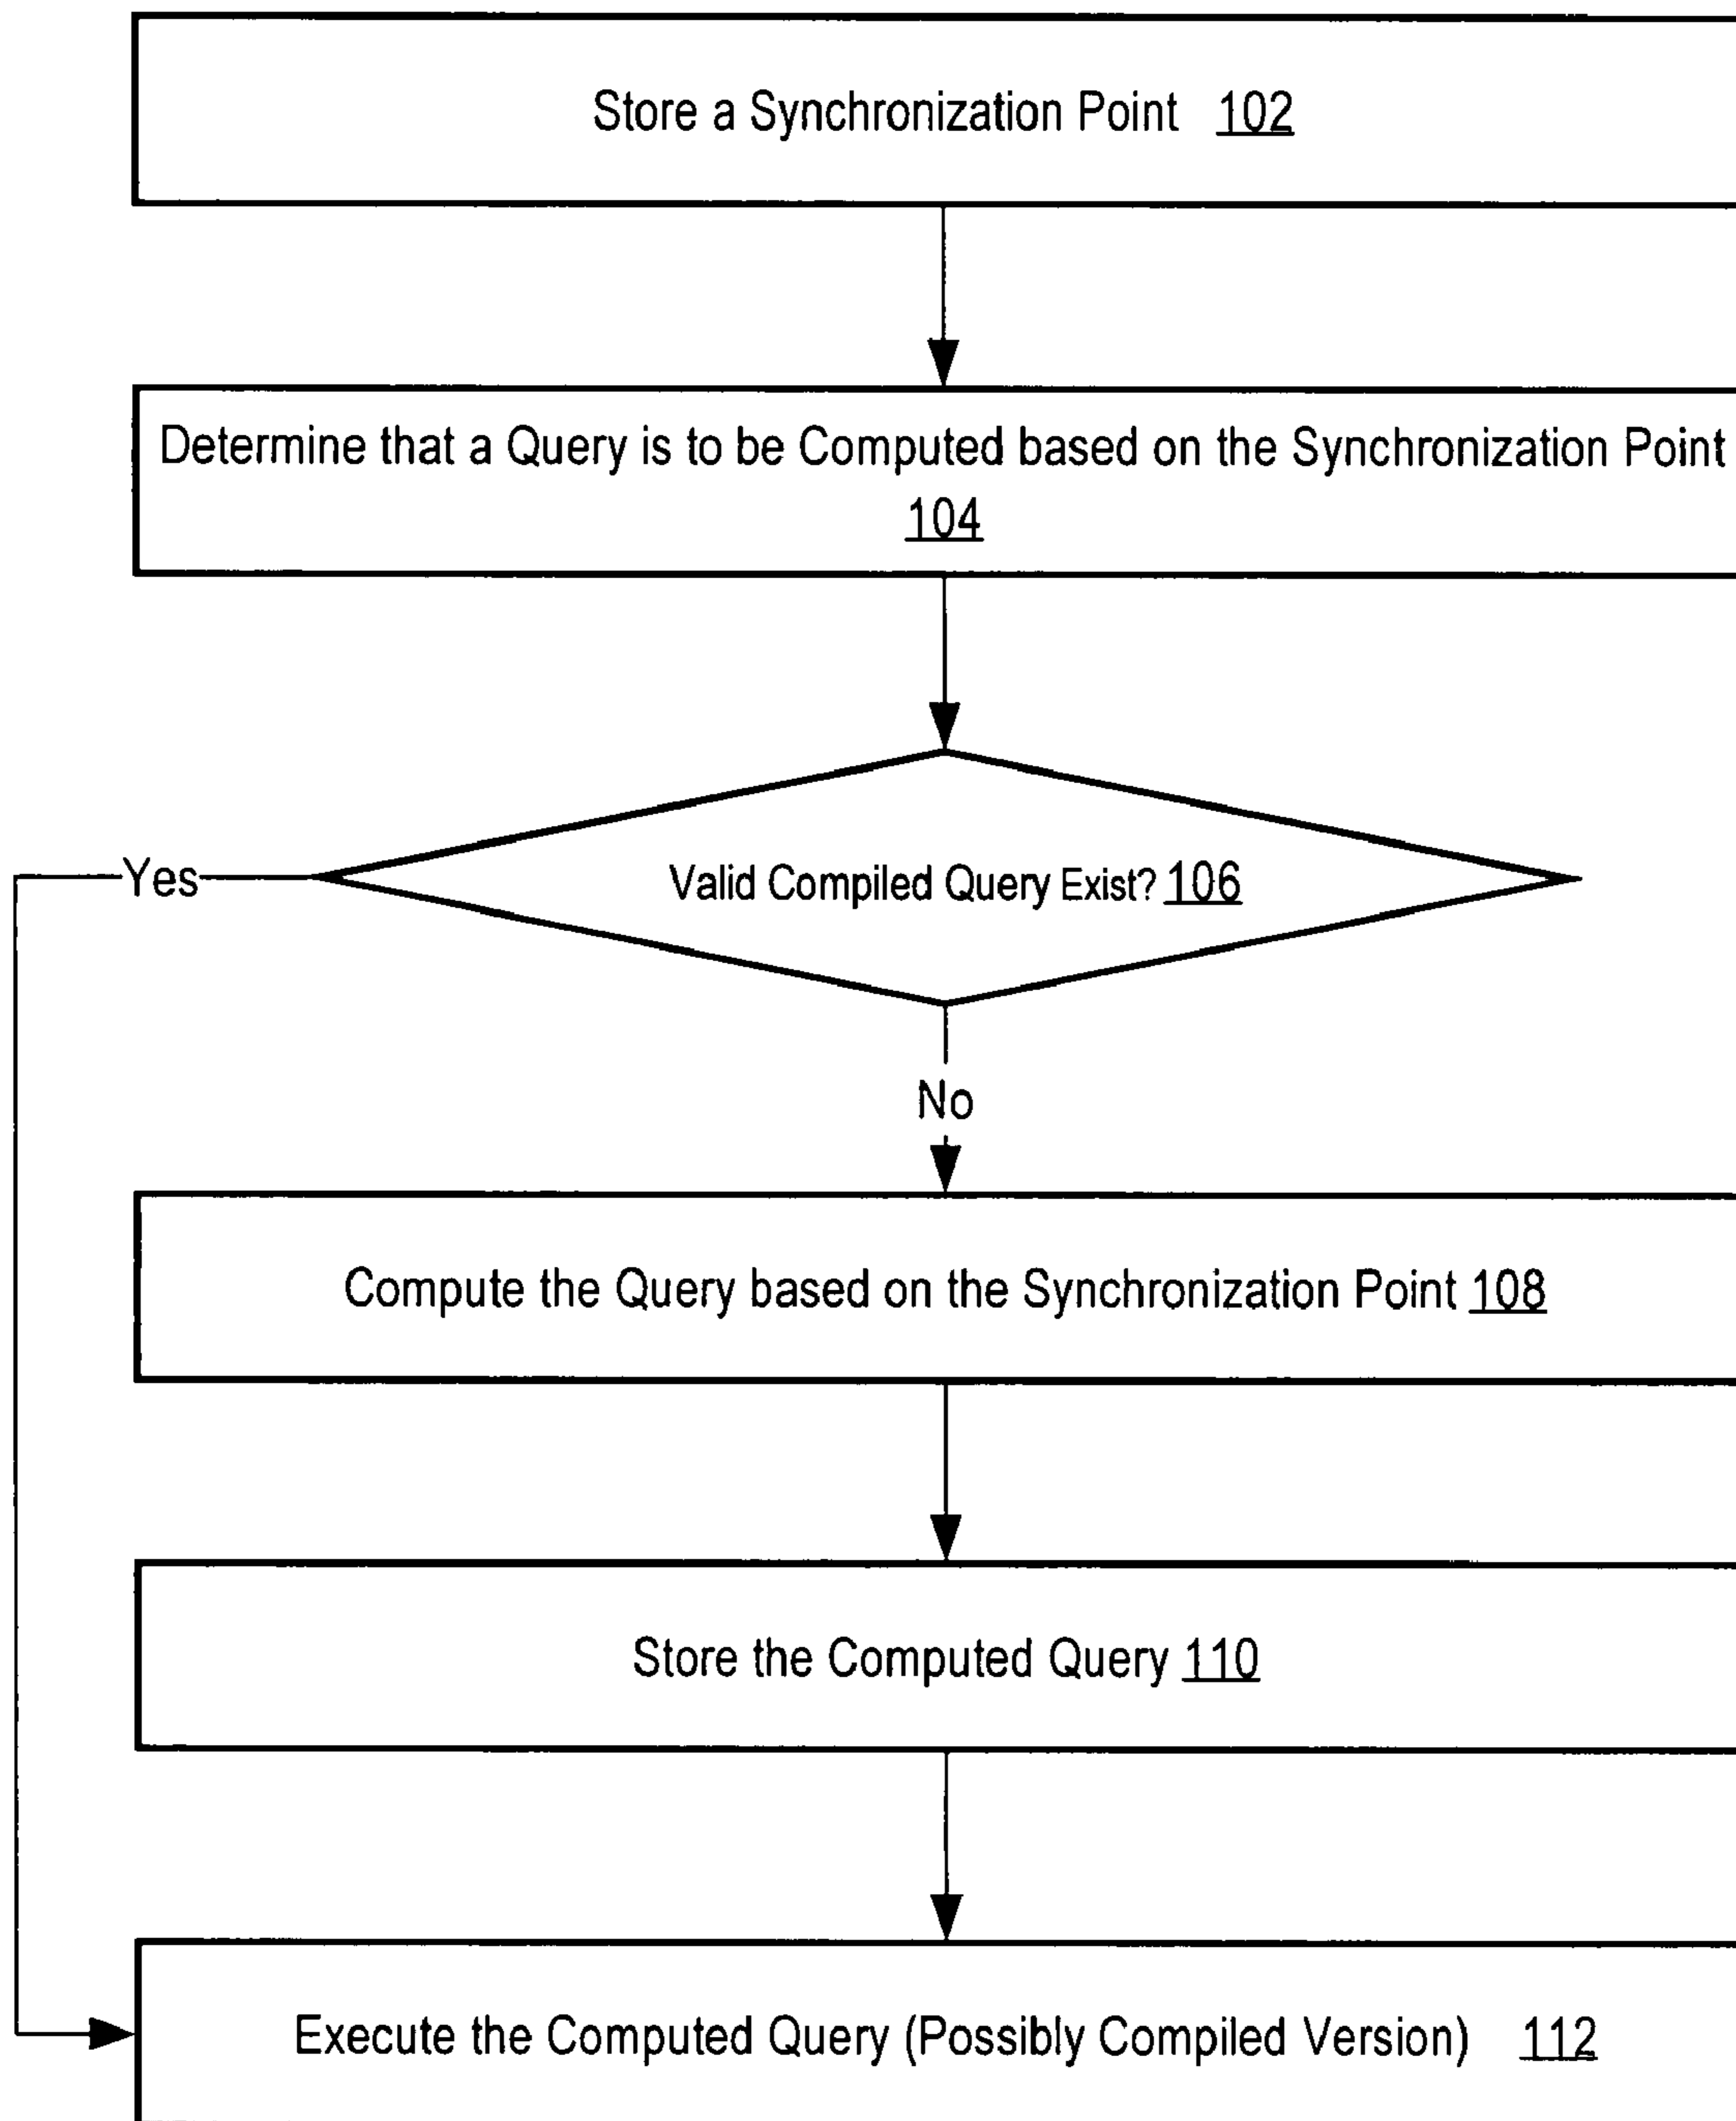 Store a Synchronization Point 102
Determine that a Query is to be Computed based on the Synchronization Point
104
Valid Compiled Query Exist? 106
Yes
No
Compute the Query based on the Synchronization Point 108
Store the Computed Query 110
Execute the Computed Query (Possibly Compiled Version) 112